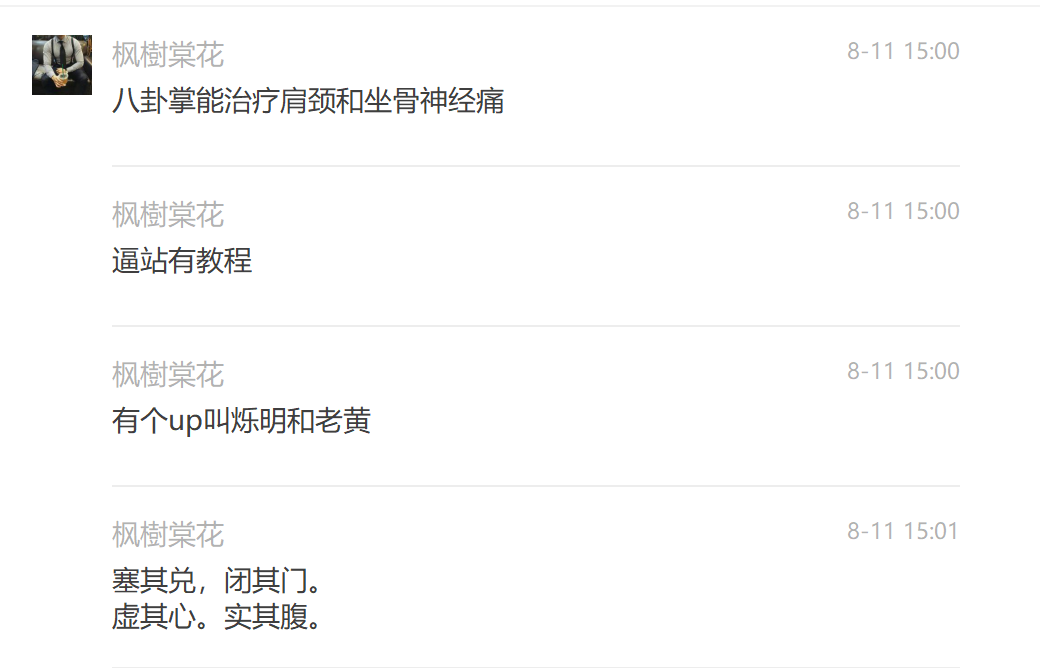 枫樹棠花
8-11 15:00
八卦掌能治疗肩颈和坐骨神经痛
枫樹棠花
8-11 15:00
逼站有教程
枫樹棠花
8-11 15:00
有个up叫烁明和老黄
枫樹棠花
8-11 15:01
塞其兑，闭其门。
虚其心。实其腹。